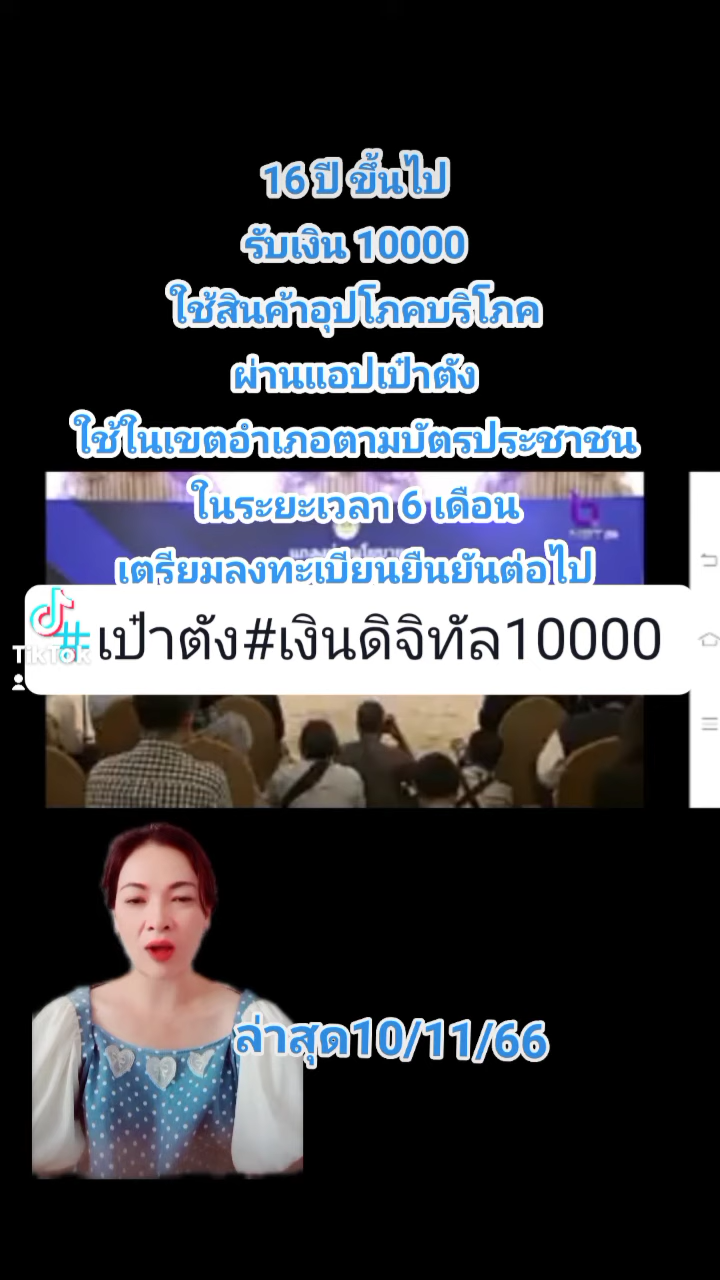 16 ปี ขึ้นไป
รับเงิน 10000
ใช้สินค้าอุปโภคบริโภค
ผ่านแอปเป๋าตัง
ใช้ในเขตอำเภอตามบัตรประชาชน
ในระยะเวลา 6 เดือน
เตรียมลงทะเบียนยืนยันต่อไป
#เป๋าตัง#เงินดิจิทัล10000
TikTok
ล่าสุด10/11/66